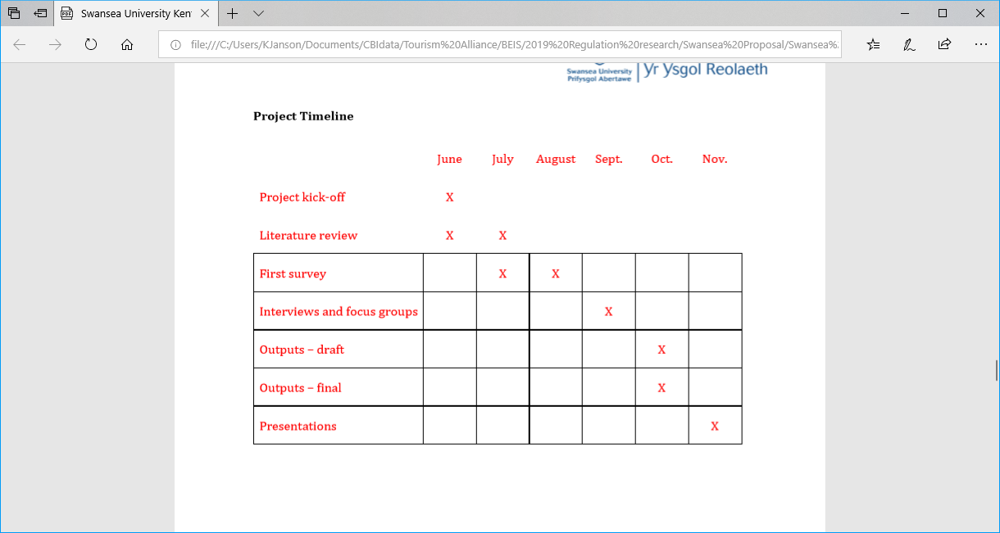 Swansea University Ken
file:///C:/Users/KJanson/Documents/CBIdata/Tourism%20Alliance/BEIS/2019%20Regulation%20research/Swansea%20Proposal/Swansea%
Swansea University
Prifysgol Abertawe
Yr Ysgol Reolaeth
Project Timeline
June July August Sept. Oct. Nov.
Project kick-off X
Literature review X X
First survey X X
Interviews and focus groups X
Outputs – draft X
Outputs – final X
Presentations X